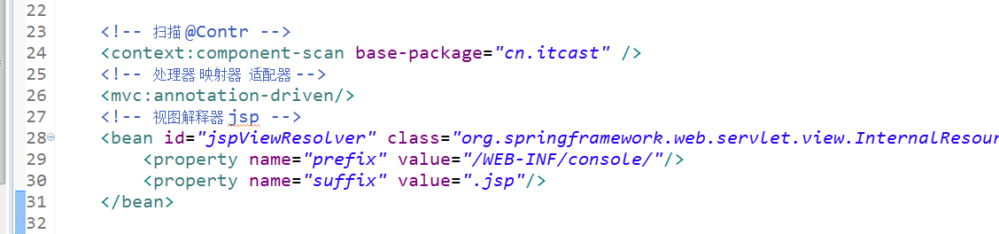 22
23 <!-- 扫描@Contr -->
24 <context:component-scan base-package="cn.itcast" />
25 <!-- 处理器 映射器 适配器 -->
26 <mvc:annotation-driven/>
27 <!-- 视图解释器 jsp -->
28 <bean id="jspViewResolver" class="org.springframework.web.servlet.view.InternalResour
29 <property name="prefix" value="/WEB-INF/console/"/>
30 <property name="suffix" value=".jsp"/>
31 </bean>
32